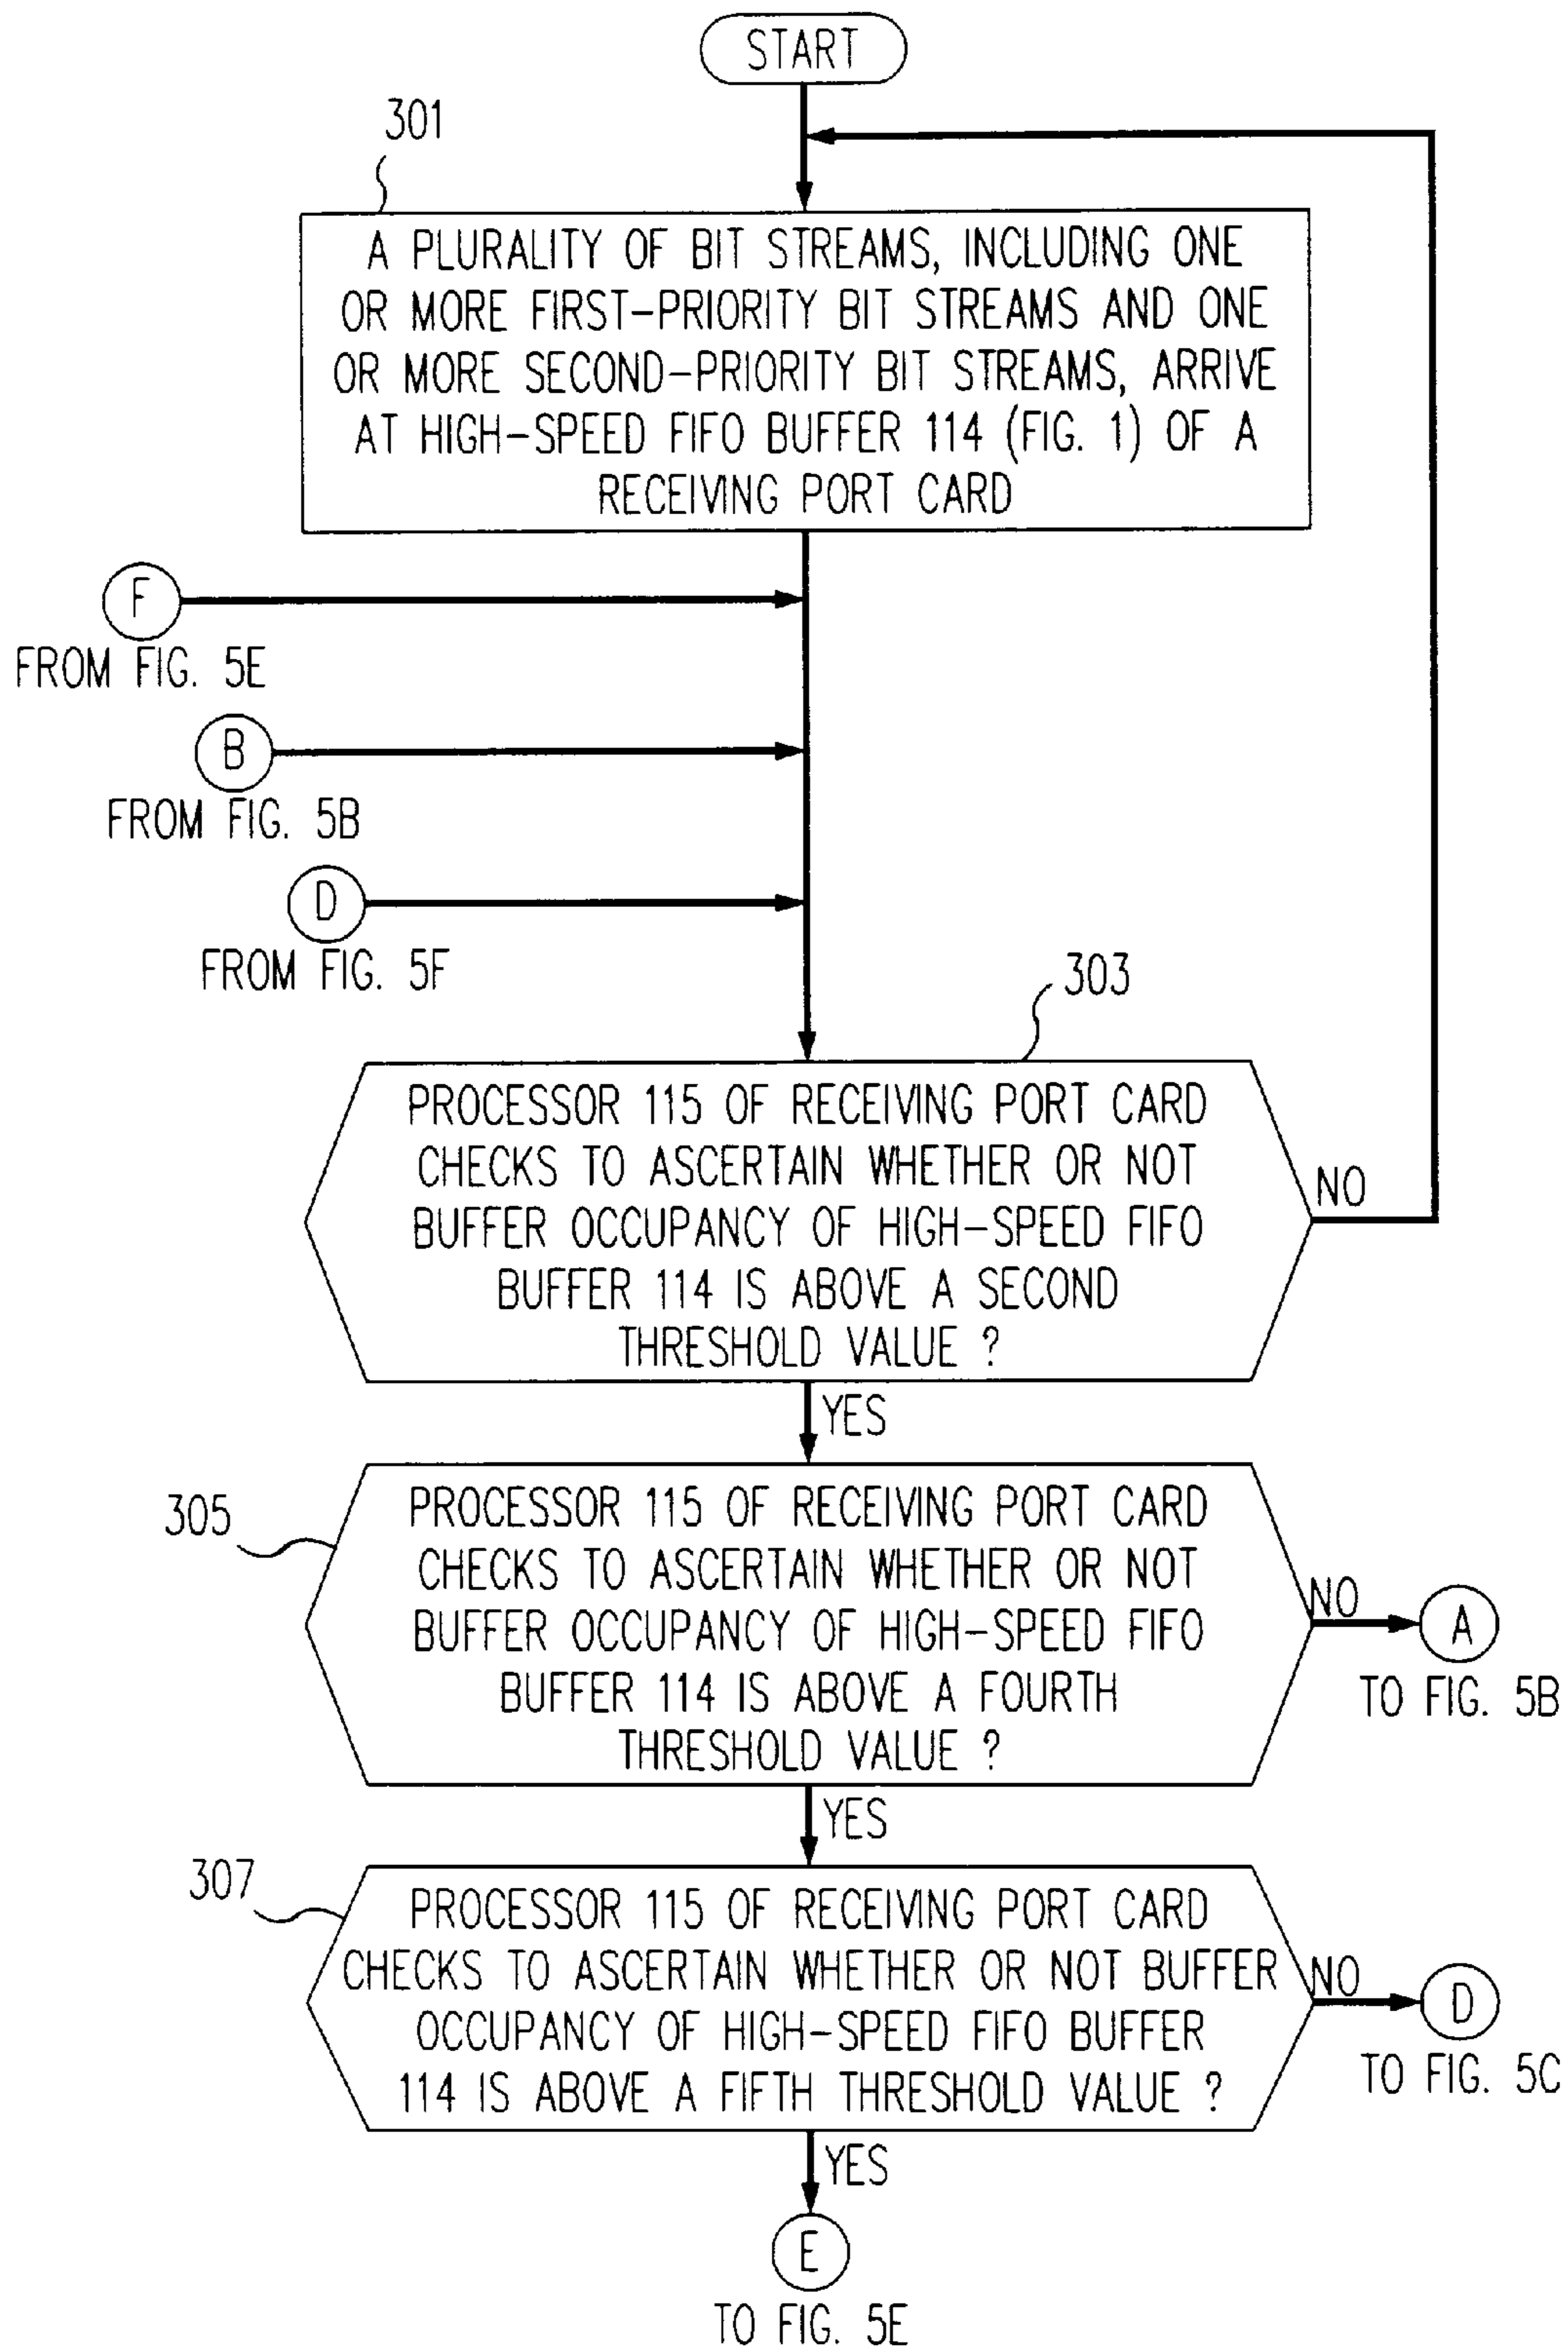 START
301
A PLURALITY OF BIT STREAMS, INCLUDING ONE
OR MORE FIRST-PRIORITY BIT STREAMS AND ONE
OR MORE SECOND-PRIORITY BIT STREAMS, ARRIVE
AT HIGH-SPEED FIFO BUFFER 114 (FIG. 1) OF A
RECEIVING PORT CARD
F
FROM FIG. 5E
B
FROM FIG. 5B
D
FROM FIG. 5F
303
PROCESSOR 115 OF RECEIVING PORT CARD
CHECKS TO ASCERTAIN WHETHER OR NOT
BUFFER OCCUPANCY OF HIGH-SPEED FIFO
BUFFER 114 IS ABOVE A SECOND
THRESHOLD VALUE ?
NO
YES
305
PROCESSOR 115 OF RECEIVING PORT CARD
CHECKS TO ASCERTAIN WHETHER OR NOT
BUFFER OCCUPANCY OF HIGH-SPEED FIFO
BUFFER 114 IS ABOVE A FOURTH
THRESHOLD VALUE ?
NO
A
TO FIG. 5B
YES
307
PROCESSOR 115 OF RECEIVING PORT CARD
CHECKS TO ASCERTAIN WHETHER OR NOT BUFFER
OCCUPANCY OF HIGH-SPEED FIFO BUFFER
114 IS ABOVE A FIFTH THRESHOLD VALUE ?
NO
D
TO FIG. 5C
YES
E
TO FIG. 5E